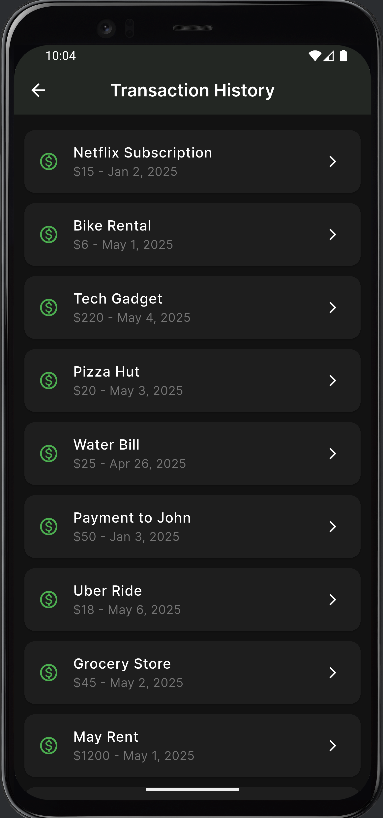 10:04
Transaction History
Netflix Subscription
$15 - Jan 2, 2025
Bike Rental
$6 - May 1, 2025
Tech Gadget
$220 - May 4, 2025
Pizza Hut
$20 - May 3, 2025
Water Bill
$25 - Apr 26, 2025
Payment to John
$50 - Jan 3, 2025
Uber Ride
$18 - May 6, 2025
Grocery Store
$45 - May 2, 2025
May Rent
$1200 - May 1, 2025